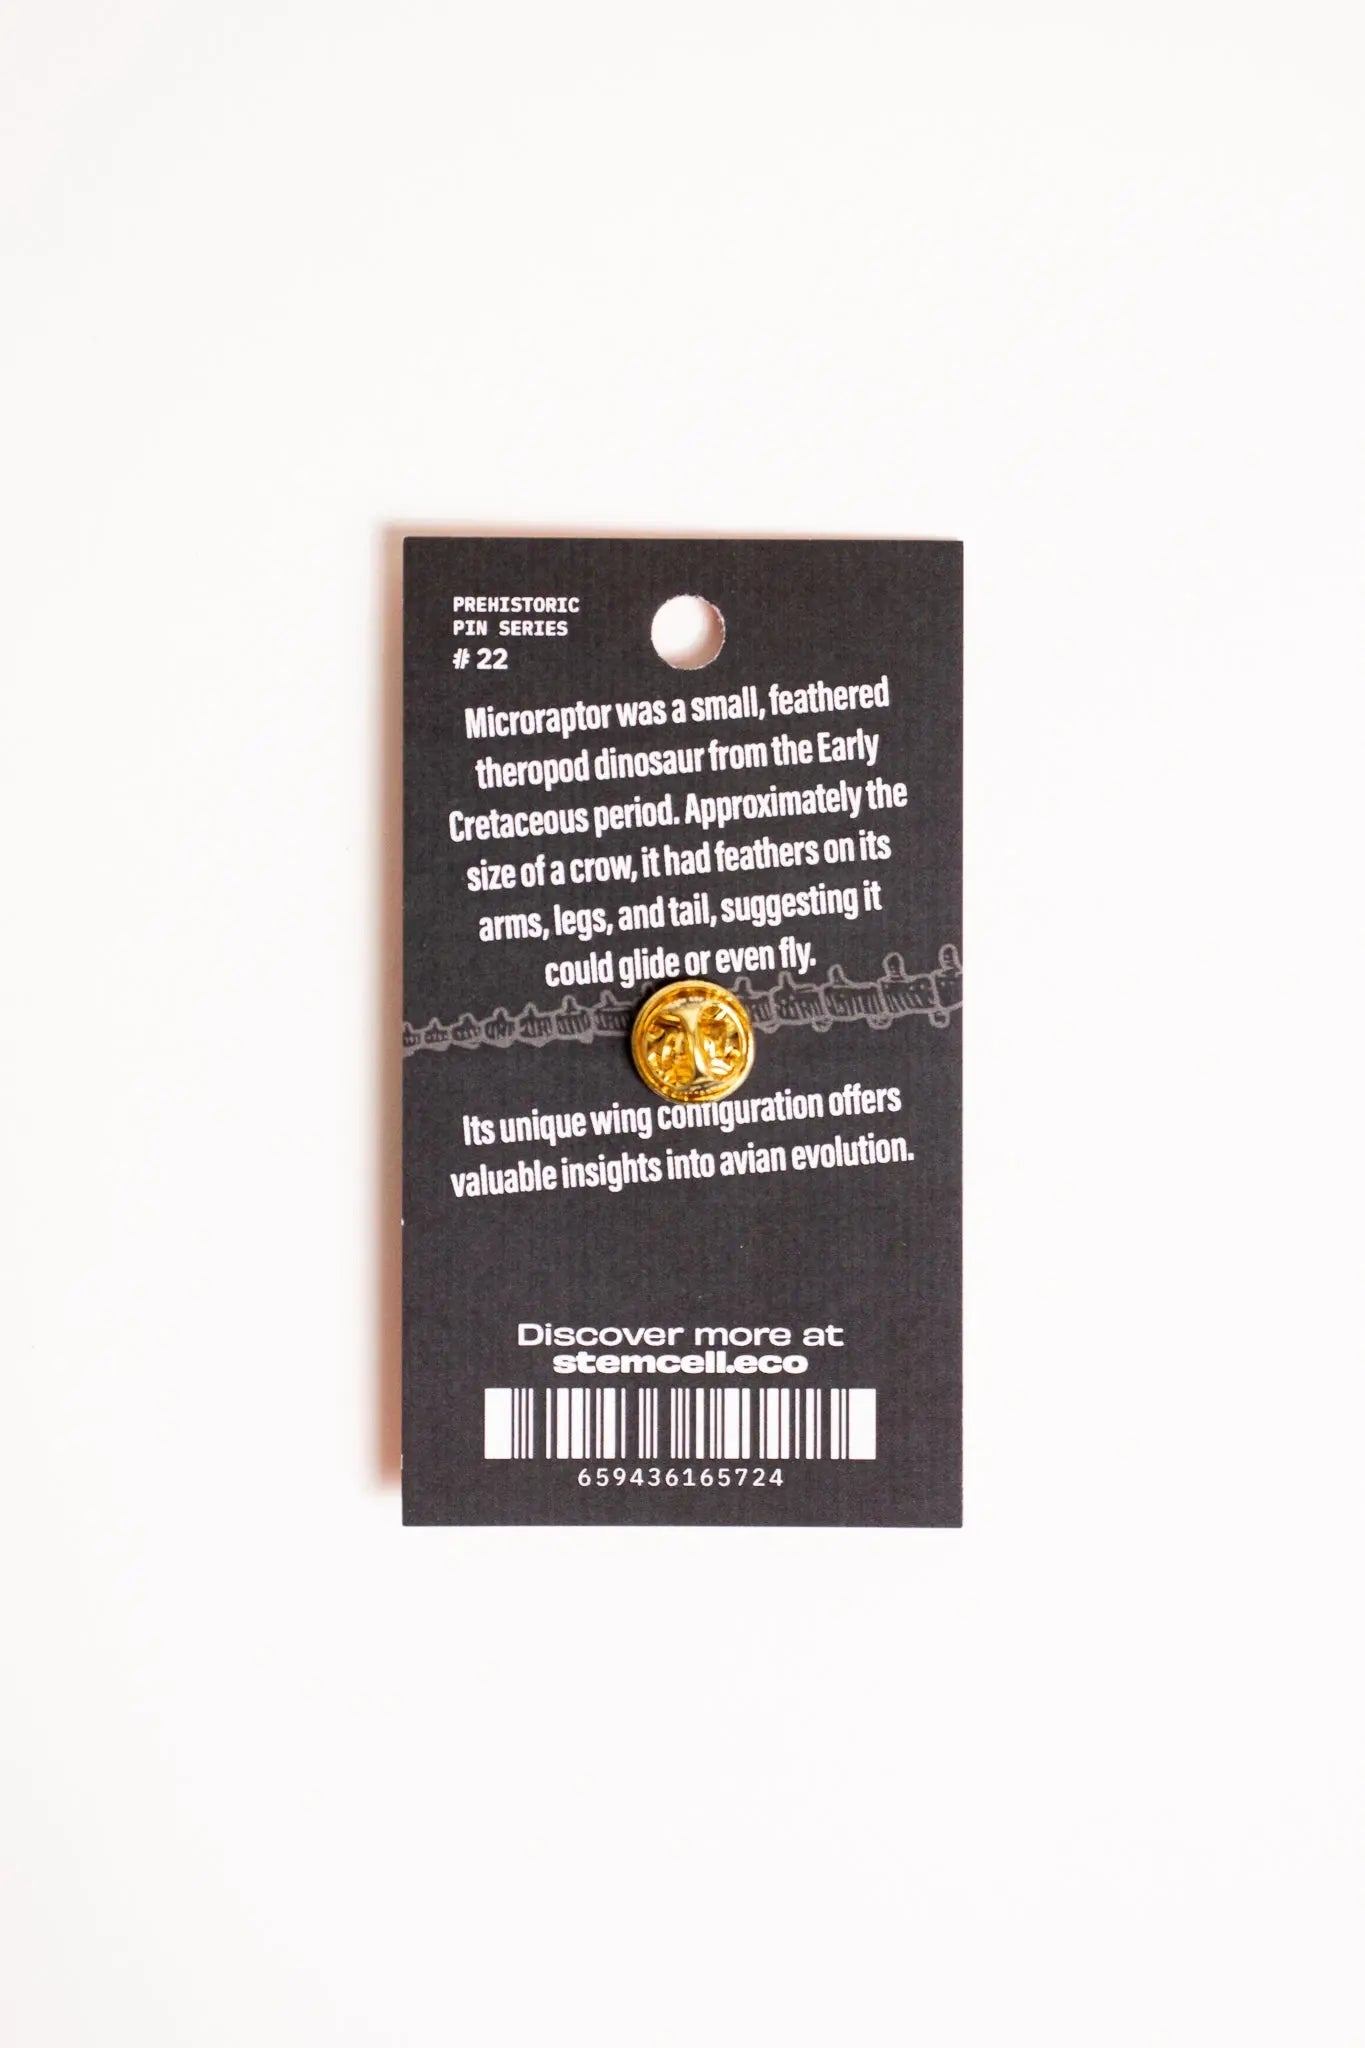 PREHISTORIC
PIN SERIES
# 22
Microraptor was a small, feathered
theropod dinosaur from the Early
Cretaceous period. Approximately the
size of a crow, it had feathers on its
arms, legs, and tail, suggesting it
could glide or even fly.
Its unique wing configuration offers
valuable insights into avian evolution.
Discover more at
stemcell.eco
659436165724